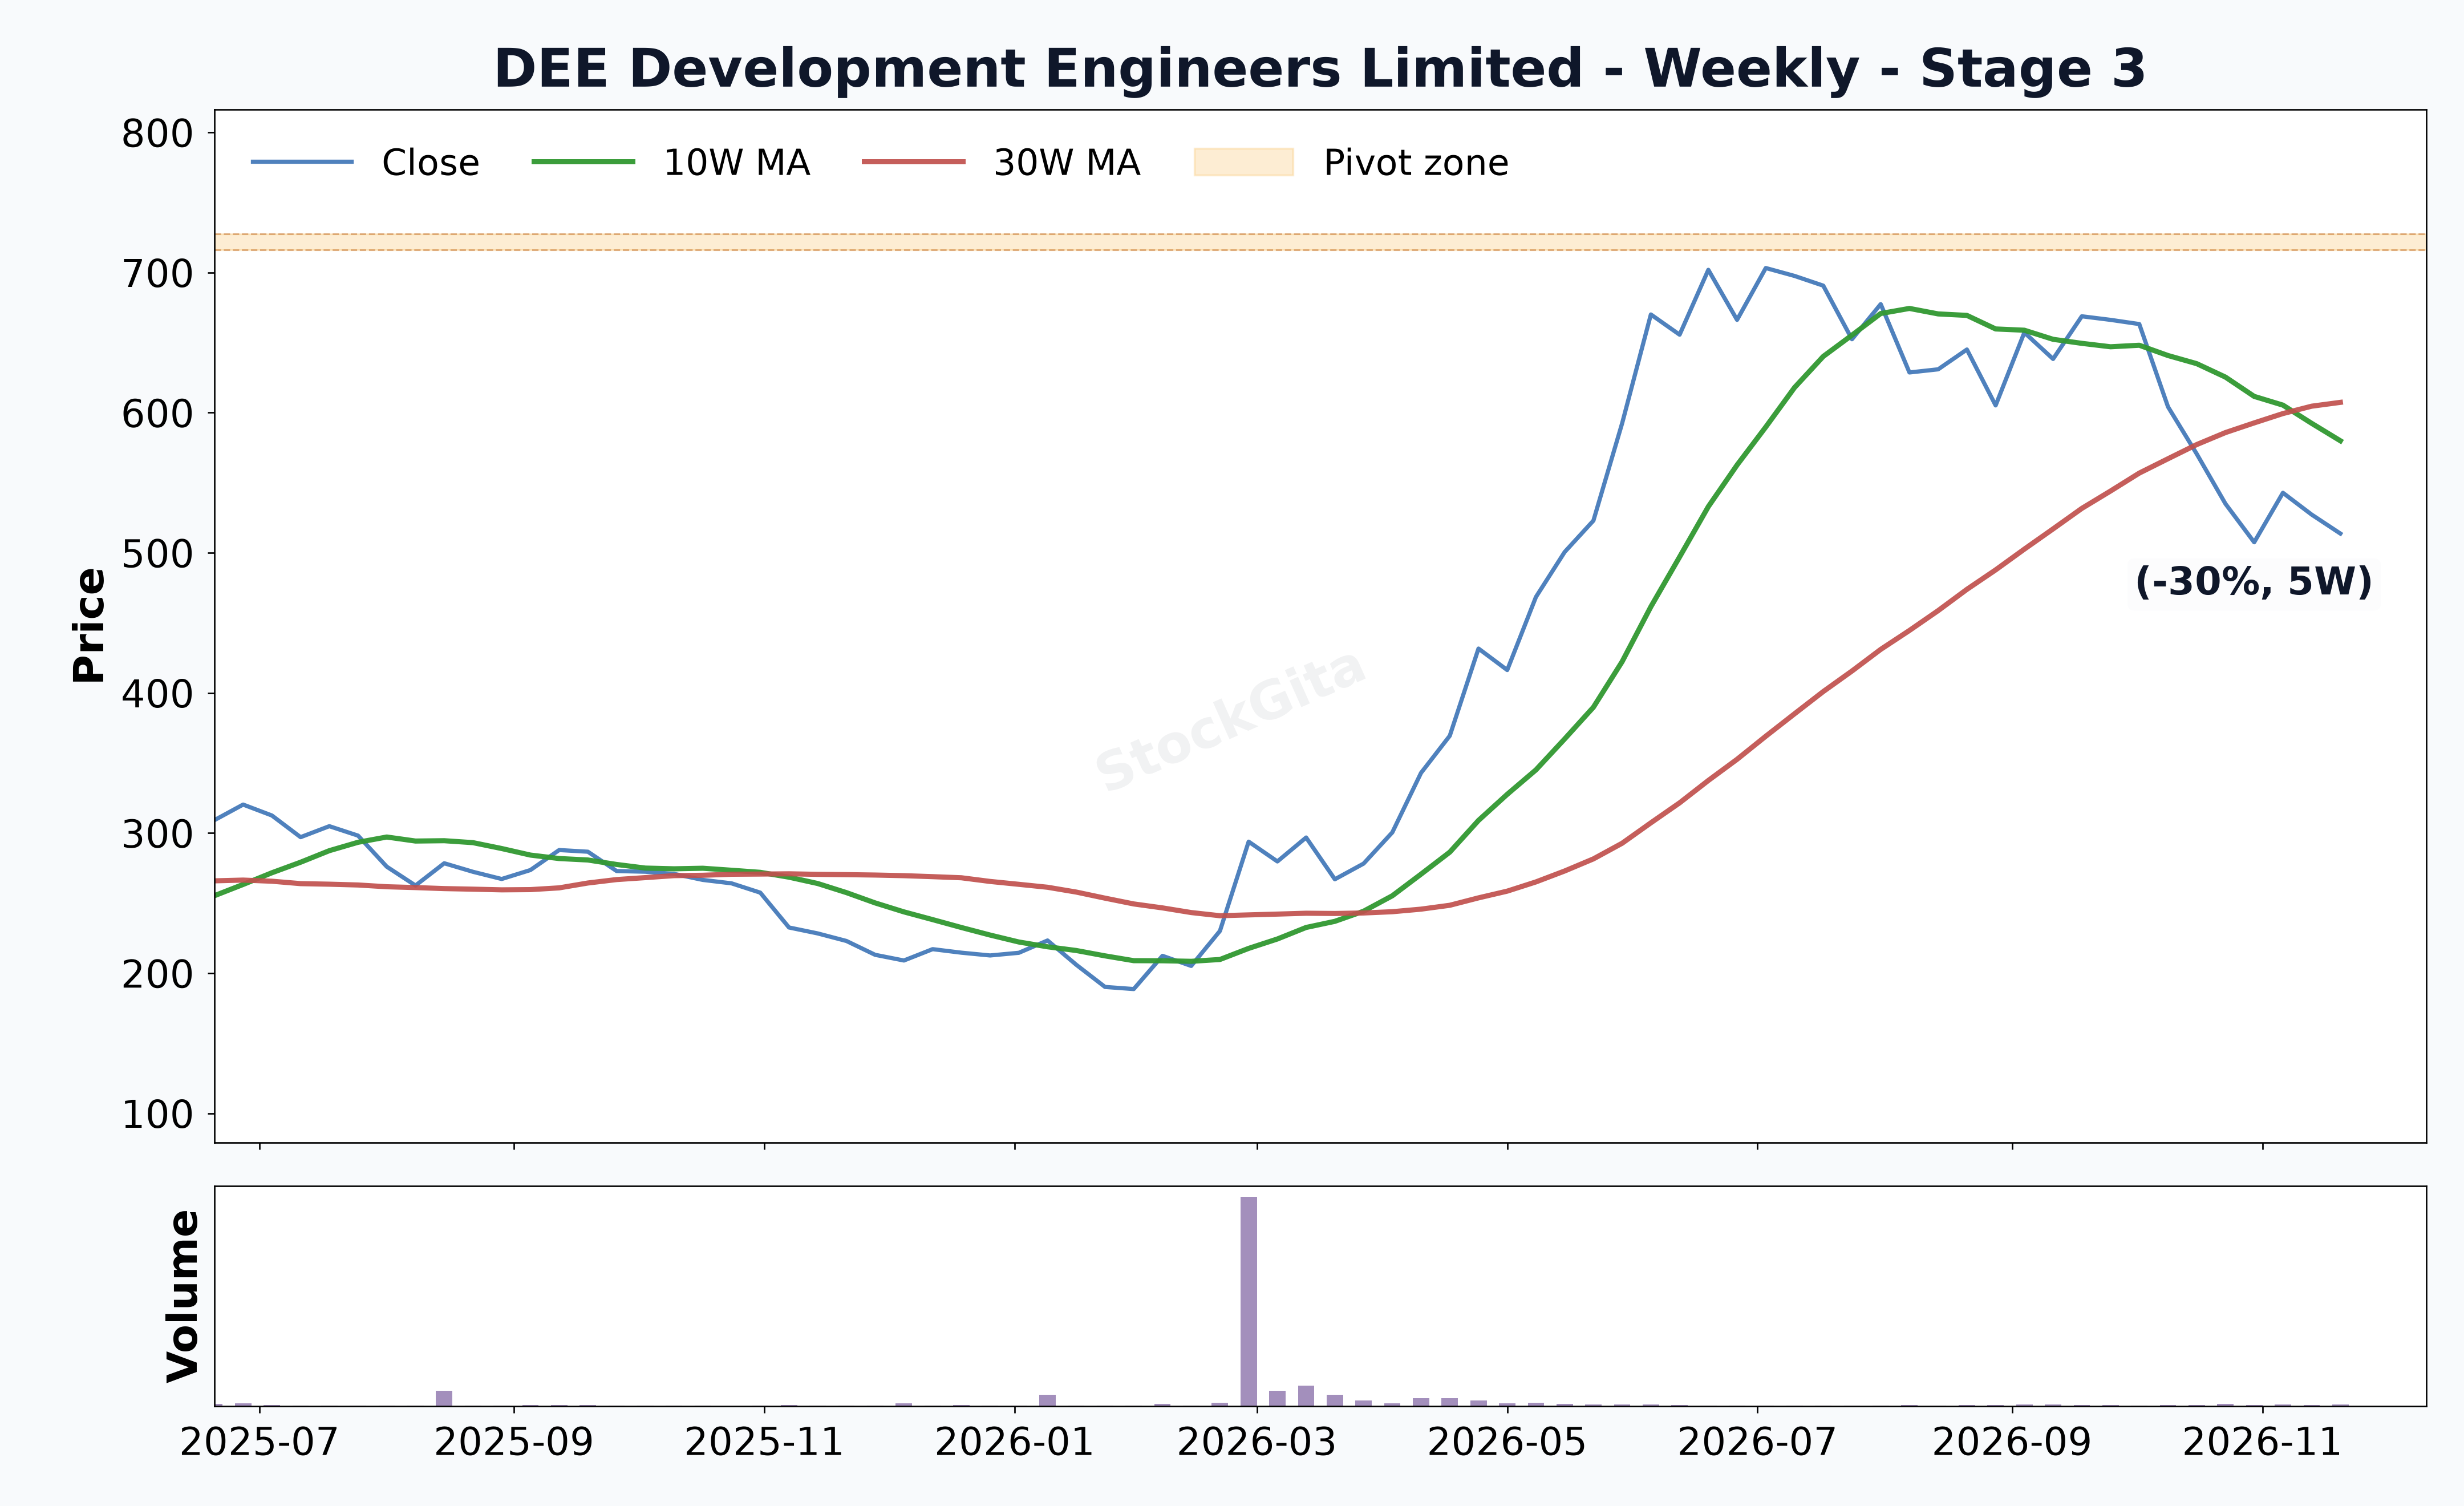 DEE Development Engineers Limited - Weekly - Stage 3
Close 10W MA 30W MA Pivot zone
800
700
600
500
400
300
200
100
Price
(-30%, 5W)
StockGita
Volume
2025-07 2025-09 2025-11 2026-01 2026-03 2026-05 2026-07 2026-09 2026-11